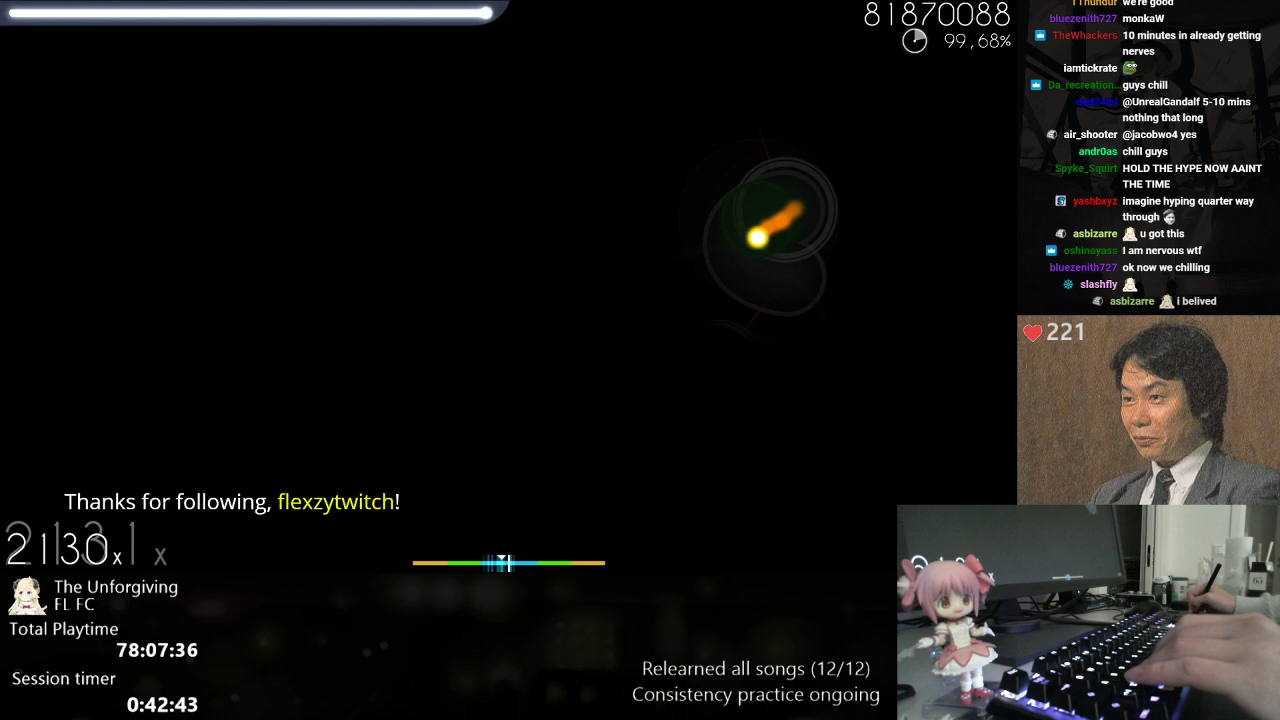 81870088
99,68%
we're good
bluezenith727 monkaW
TheWhackers 10 minutes in already getting
nerves
iamtickrate
Da_recreation... guys chill
@UnrealGandalf 5-10 mins
nothing that long
air_shooter @jacobwo4 yes
andr0as chill guys
Spyke_Squirt HOLD THE HYPE NOW AAINT
THE TIME
yashbxyz imagine hyping quarter way
through
asbizarre u got this
oshinoyass I am nervous wtf
bluezenith727 ok now we chilling
slashfly
asbizarre i belived
221
Thanks for following, flexzytwitch!
2130x
The Unforgiving
FL FC
Total Playtime
78:07:36
Session timer
0:42:43
Relearned all songs (12/12)
Consistency practice ongoing